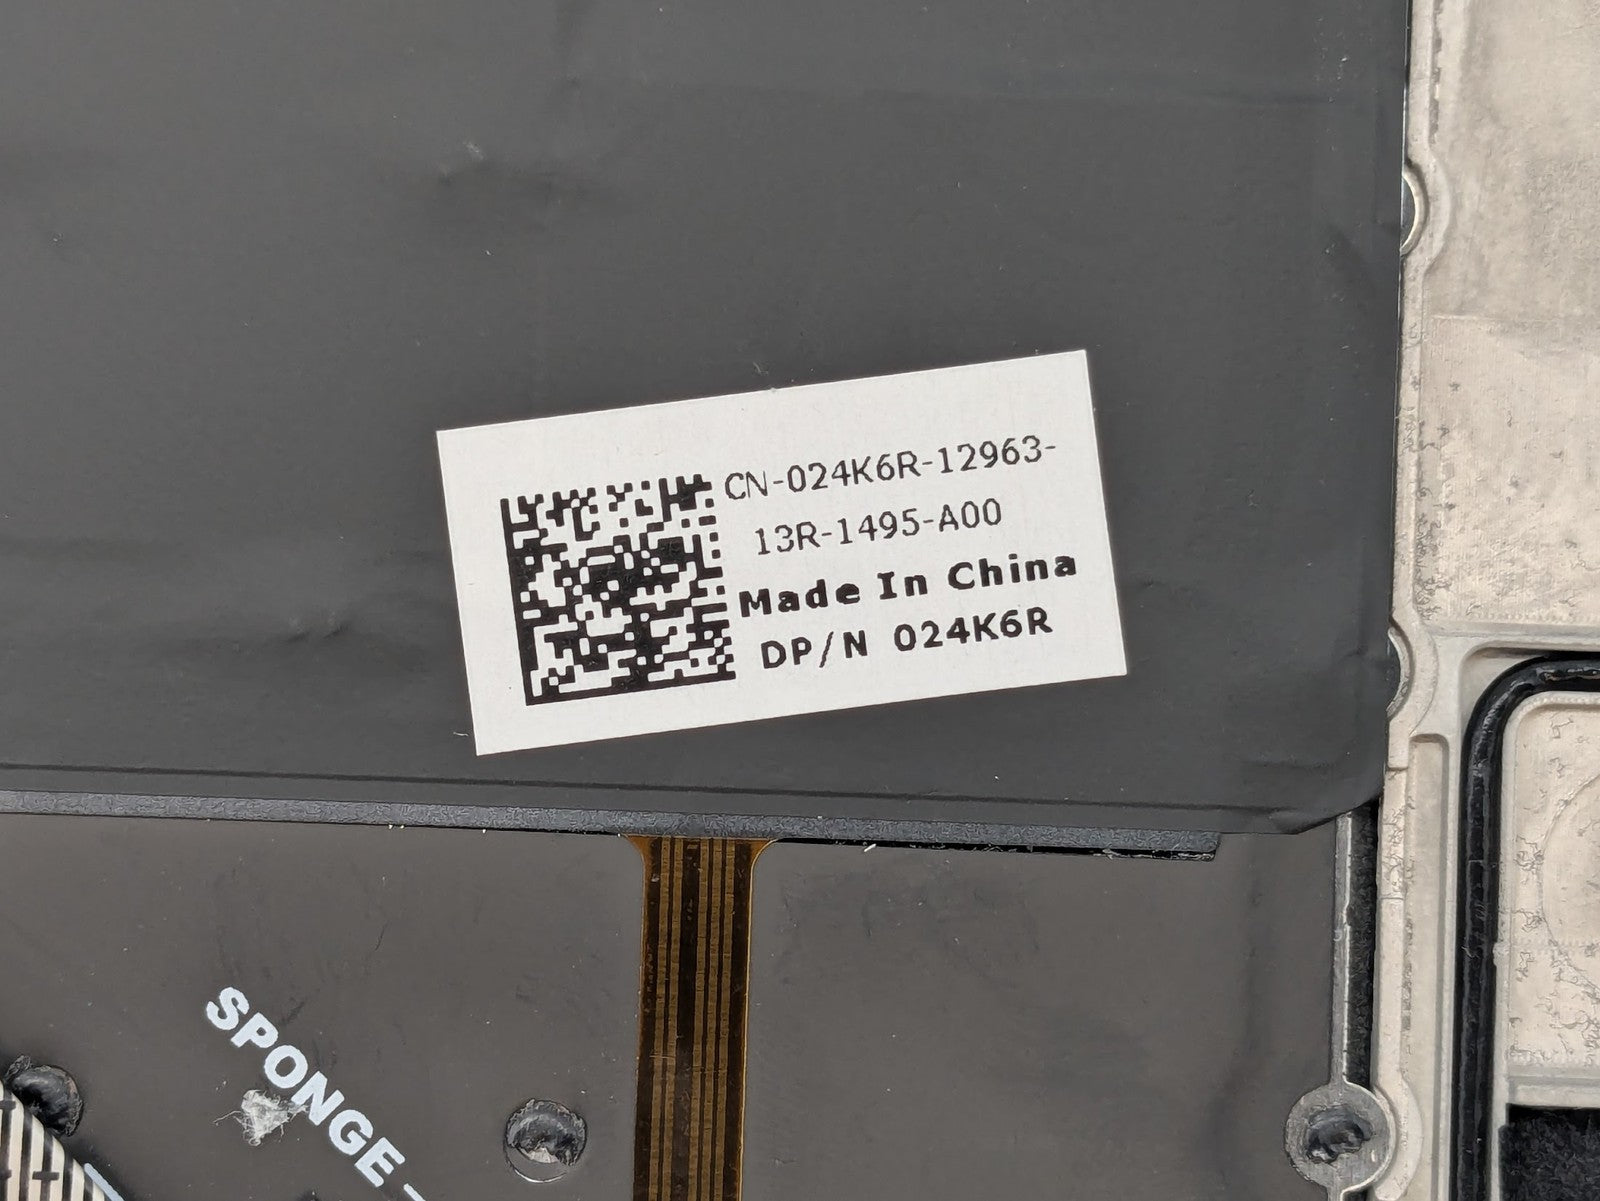 CN-024K6R-12963-
13R-1495-A00
Made In China
DP/N 024K6R
SPONGE